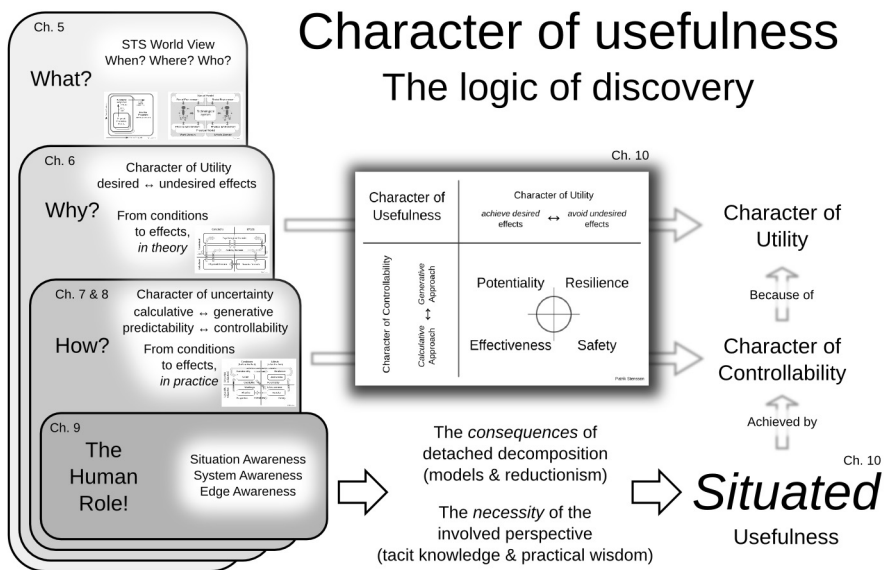 Character of usefulness
The logic of discovery
Ch. 5
What?
STS World View
When? Where? Who?
Ch. 6
Why?
Character of Utility
desired ↔ undesired effects
From conditions
to effects,
in theory
Ch. 7 & 8
How?
Character of uncertainty
calculative ↔ generative
predictability ↔ controllability
From conditions
to effects,
in practice
Ch. 9
The
Human
Role!
Situation Awareness
System Awareness
Edge Awareness
Ch. 10
Character of
Usefulness
Character of Utility
achieve desired ↔ avoid undesired
effects effects
Character of Controllability
Calculative ↔ Generative
Approach Approach
Potentiality Resilience
Effectiveness Safety
Character of
Utility
Because of
Character of
Controllability
Achieved by
The consequences of
detached decomposition
(models & reductionism)
The necessity of the
involved perspective
(tacit knowledge & practical wisdom)
Ch. 10
Situated
Usefulness